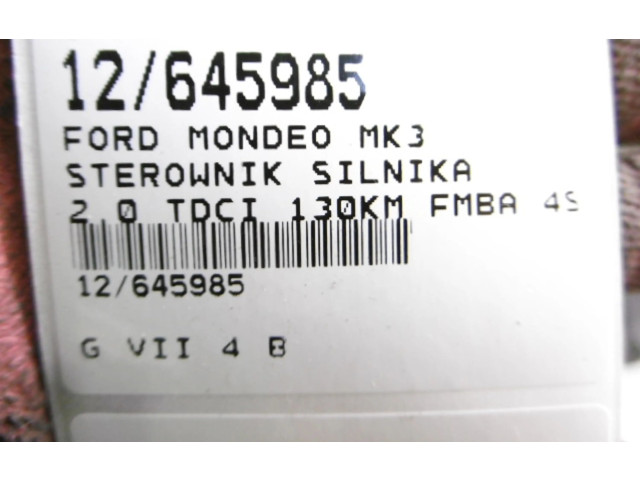 12/645985
FORD MONDEO MK3
STEROWNIK SILNIKA
2.0 TDCI 130KM FMBA 4S
12/645985
G VII 4 B